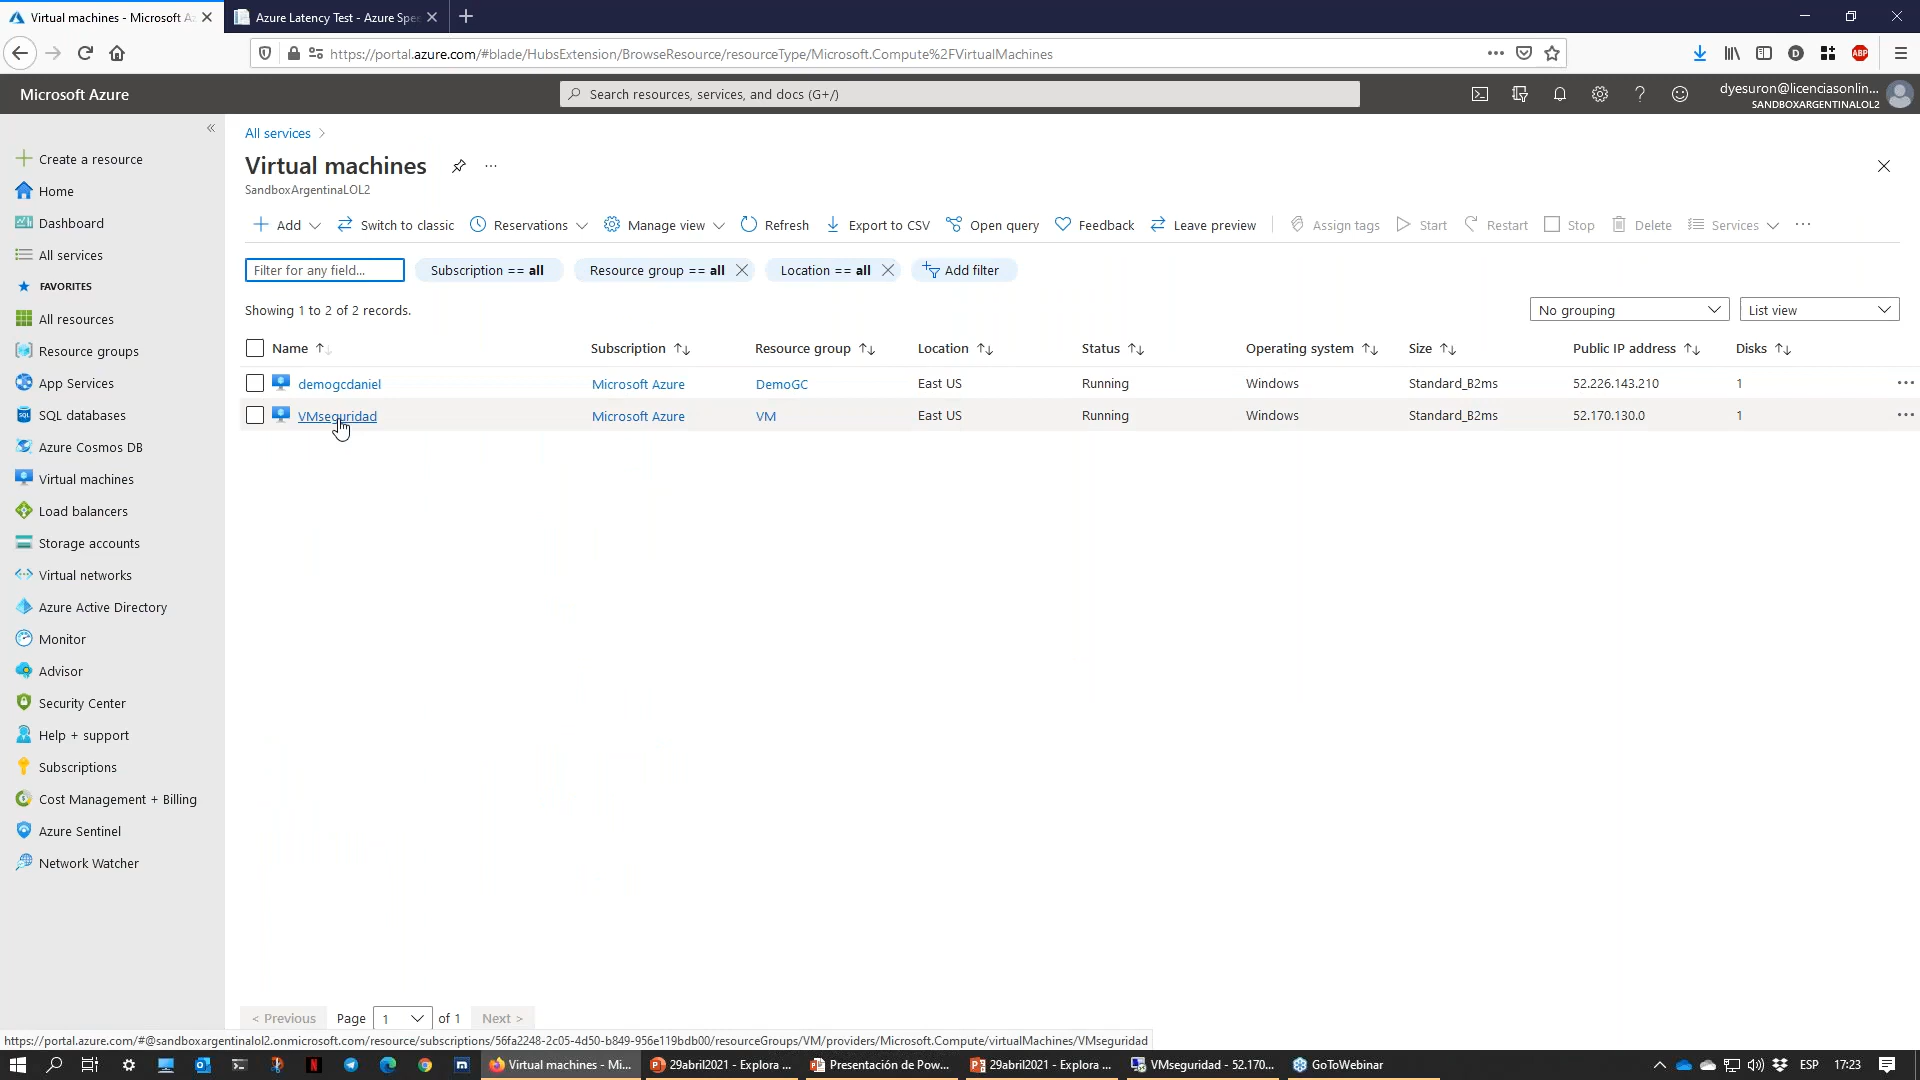 Virtual machines - Microsoft Az
Azure Latency Test - Azure Spee
https://portal.azure.com/#blade/HubsExtension/BrowseResource/resourceType/Microsoft.Compute%2FVirtualMachines
D
ABP
Microsoft Azure
Search resources, services, and docs (G+/)
dyesuron@licenciasonlin...
SANDBOXARGENTINALOL2
All services
Virtual machines
SandboxArgentinaLOL2
Add
Switch to classic
Reservations
Manage view
Refresh
Export to CSV
Open query
Feedback
Leave preview
Assign tags
Start
Restart
Stop
Delete
Services
Filter for any field...
Subscription == all
Resource group == all
Location == all
Add filter
Showing 1 to 2 of 2 records.
No grouping
List view
Name Subscription Resource group Location Status Operating system Size Public IP address Disks
demogcdaniel Microsoft Azure DemoGC East US Running Windows Standard_B2ms 52.226.143.210 1
VMseguridad Microsoft Azure VM East US Running Windows Standard_B2ms 52.170.130.0 1
Create a resource
Home
Dashboard
All services
FAVORITES
All resources
Resource groups
App Services
SQL databases
Azure Cosmos DB
Virtual machines
Load balancers
Storage accounts
Virtual networks
Azure Active Directory
Monitor
Advisor
Security Center
Help + support
Subscriptions
Cost Management + Billing
Azure Sentinel
Network Watcher
< Previous Page 1 of 1 Next >
https://portal.azure.com/#@sandboxargentinalol2.onmicrosoft.com/resource/subscriptions/56fa2248-2c05-4d50-b849-956e119bdb00/resourceGroups/VM/providers/Microsoft.Compute/virtualMachines/VMseguridad
Virtual machines - Mi...
29abril2021 - Explora ...
Presentación de Pow...
29abril2021 - Explora ...
VMseguridad - 52.170...
GoToWebinar
ESP
17:23